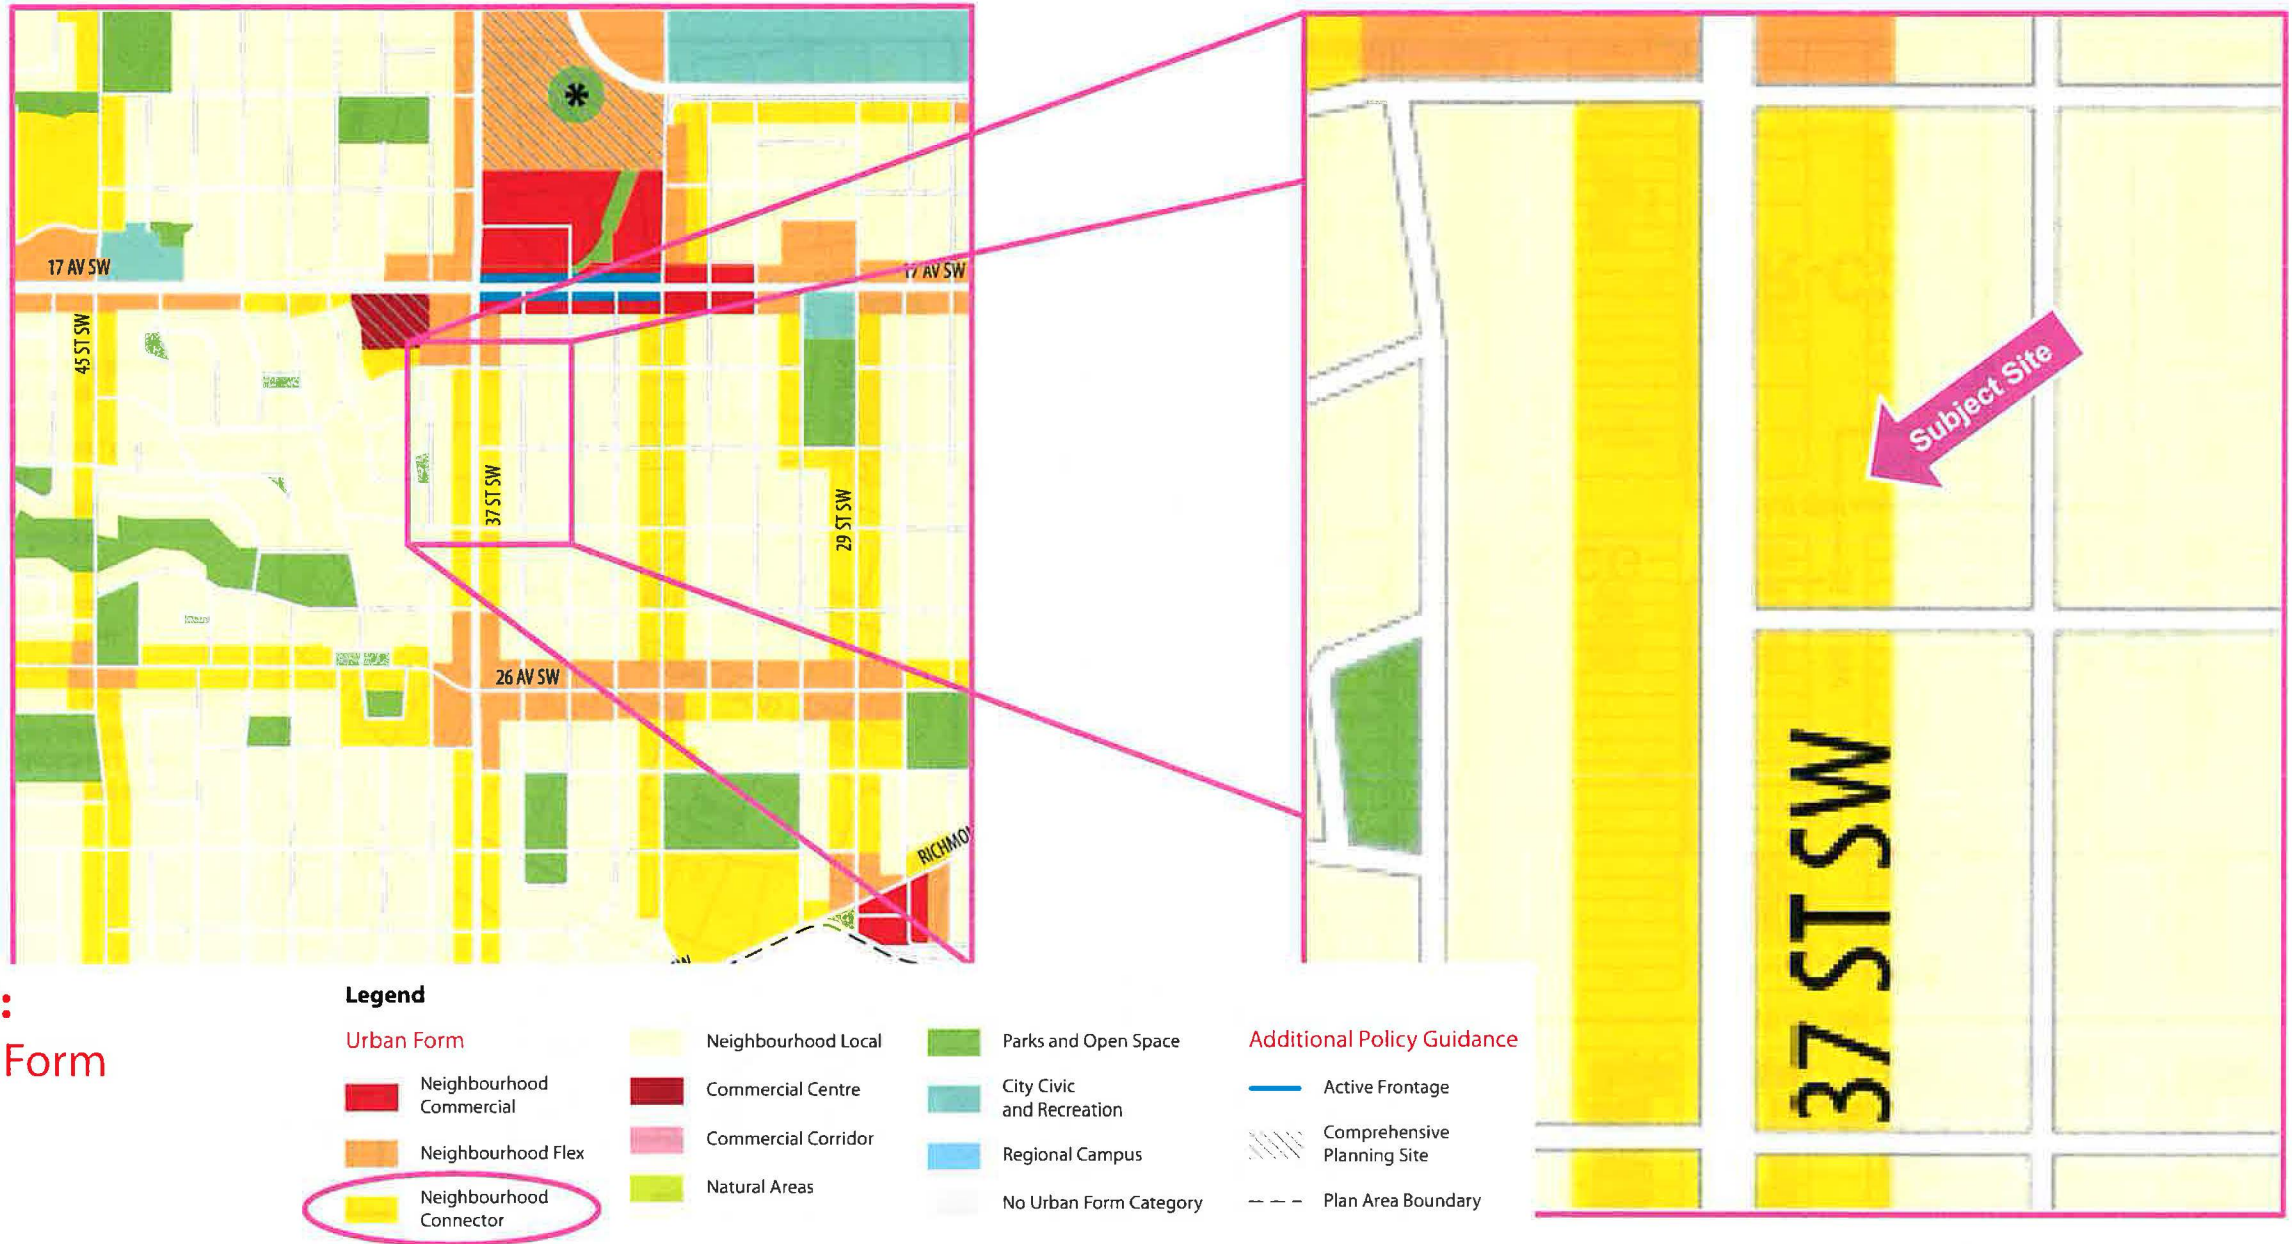 *
17 AV SW
17 AV SW
45 ST SW
37 ST SW
29 ST SW
26 AV SW
Subject Site
37 ST SW
:
Form
Legend
Urban Form
Neighbourhood
Commercial
Neighbourhood Flex
Neighbourhood
Connector
Neighbourhood Local
Commercial Centre
Commercial Corridor
Natural Areas
Parks and Open Space
City Civic
and Recreation
Regional Campus
No Urban Form Category
Additional Policy Guidance
Active Frontage
Comprehensive
Planning Site
Plan Area Boundary